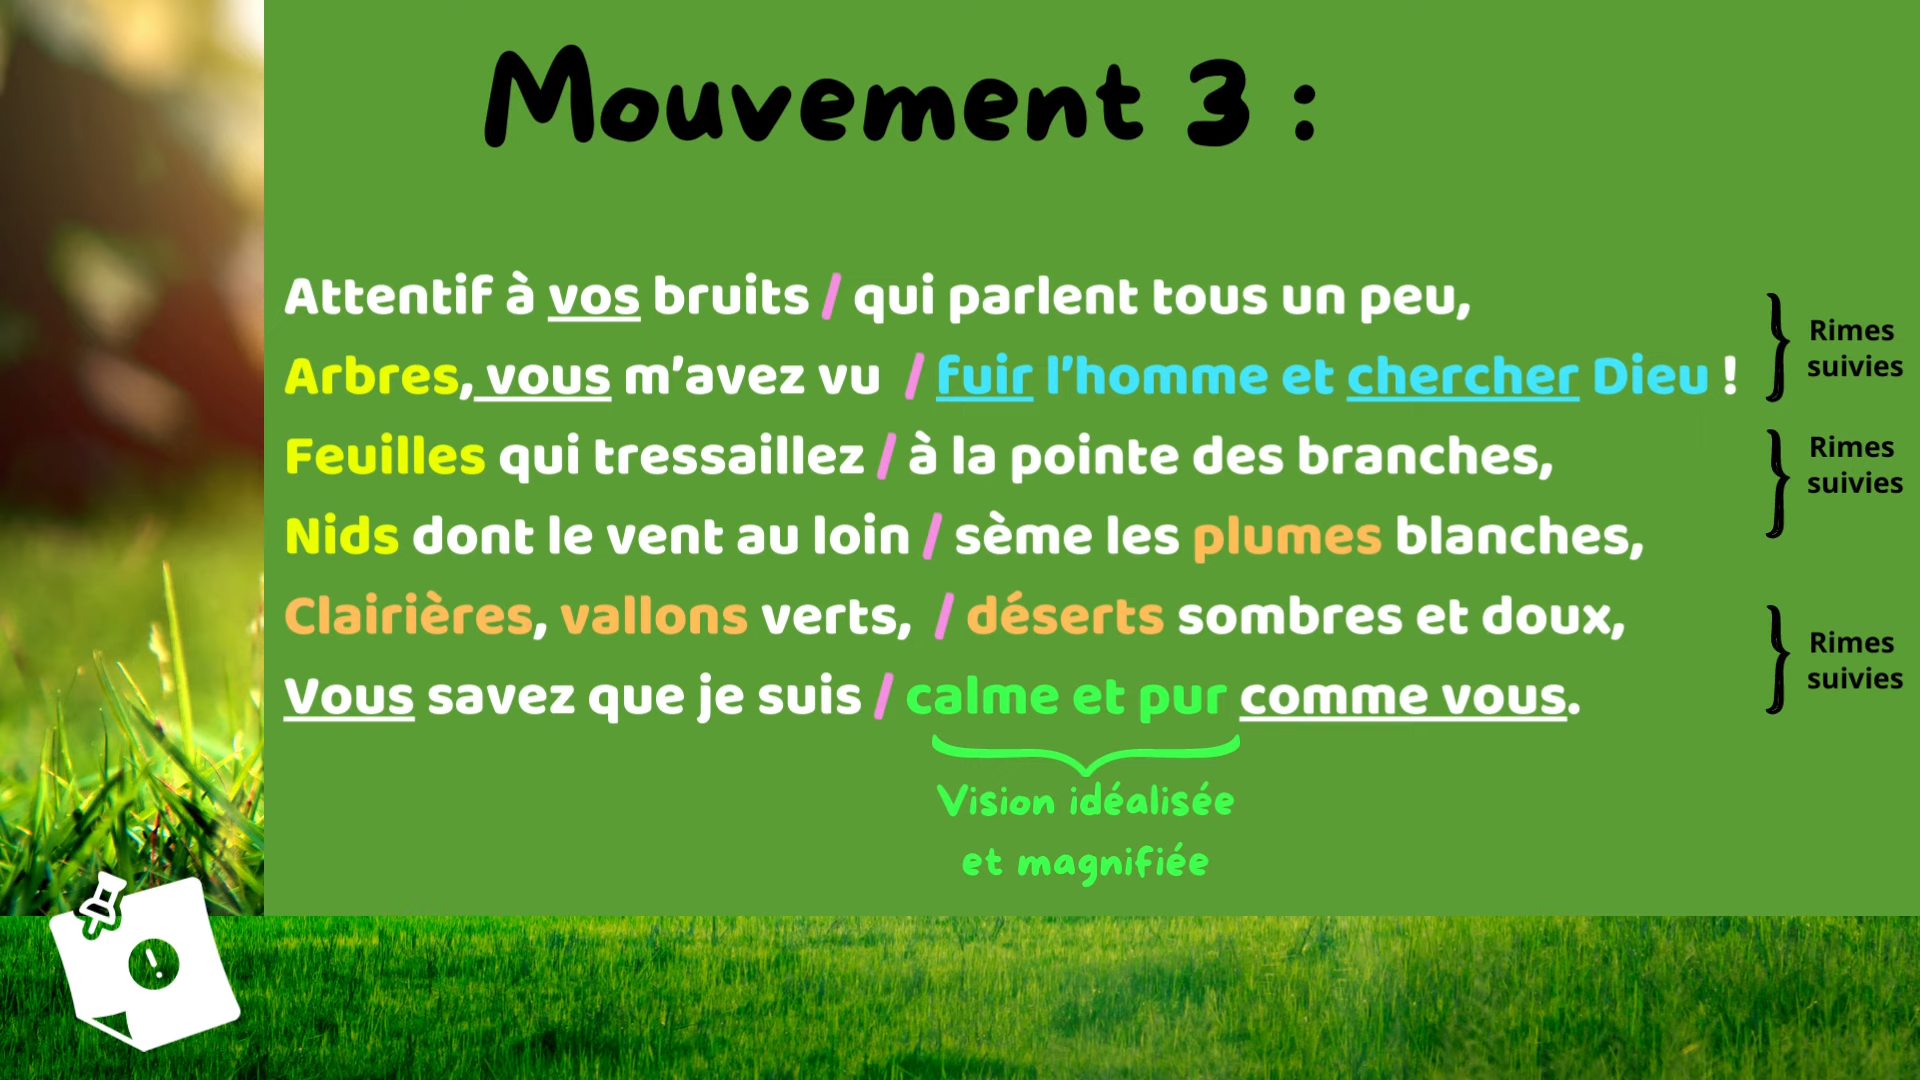 Mouvement 3 :
Attentif à vos bruits / qui parlent tous un peu,
Arbres, vous m'avez vu / fuir l'homme et chercher Dieu !
Rimes
suivies
Feuilles qui tressaillez / à la pointe des branches,
Nids dont le vent au loin / sème les plumes blanches,
Rimes
suivies
Clairières, vallons verts, / déserts sombres et doux,
Vous savez que je suis / calme et pur comme vous.
Rimes
suivies
Vision idéalisée
et magnifiée